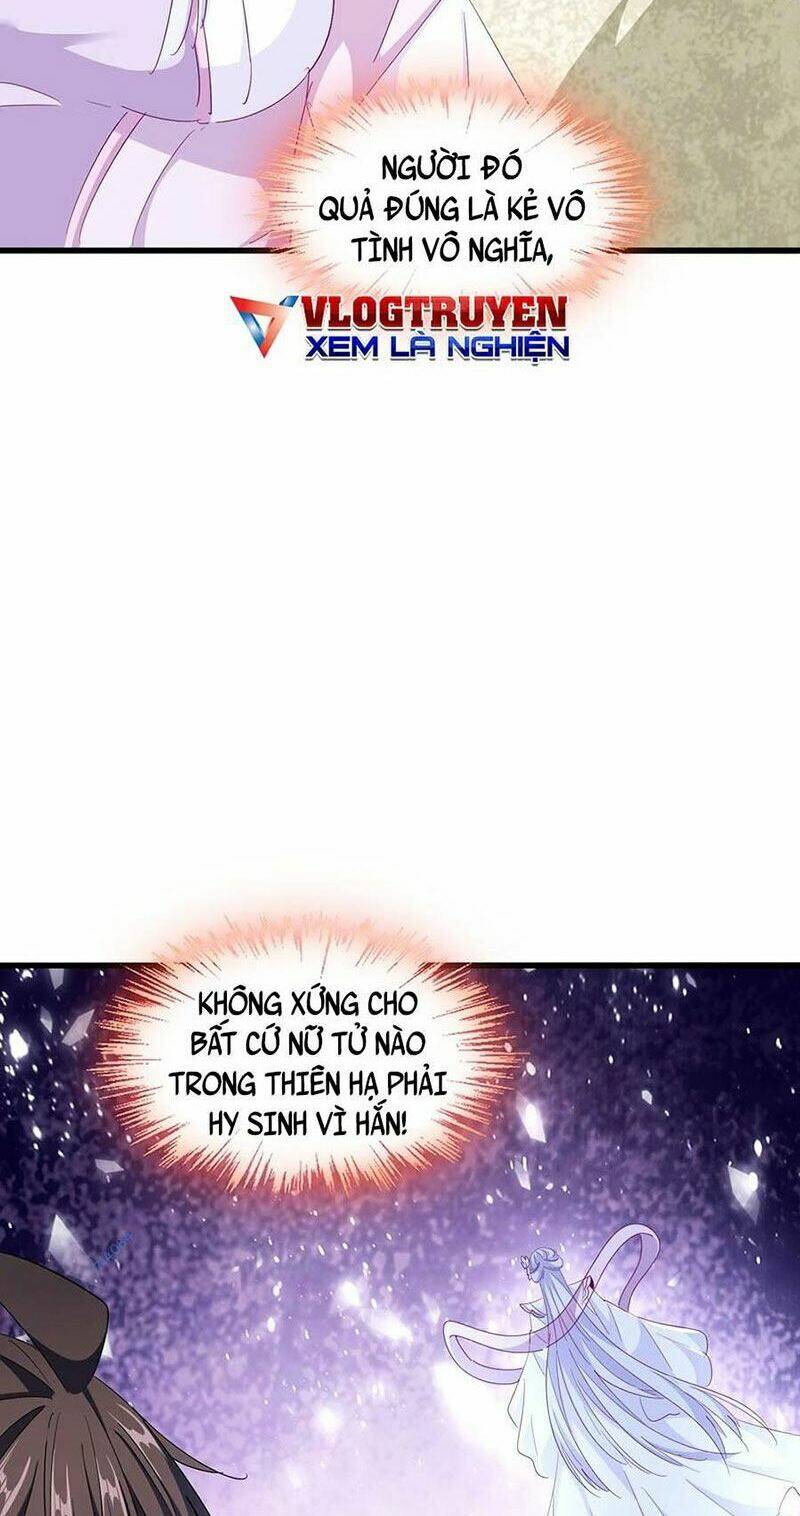 NGƯỜI ĐÓ
QUẢ ĐÚNG LÀ KẺ VÔ
TÌNH VÔ NGHĨA,
VLOGTRUYEN
XEM LÀ NGHIỆN
KHÔNG XỨNG CHO
BẤT CỨ NỮ TỬ NÀO
TRONG THIÊN HẠ PHẢI
HY SINH VÌ HẮN!